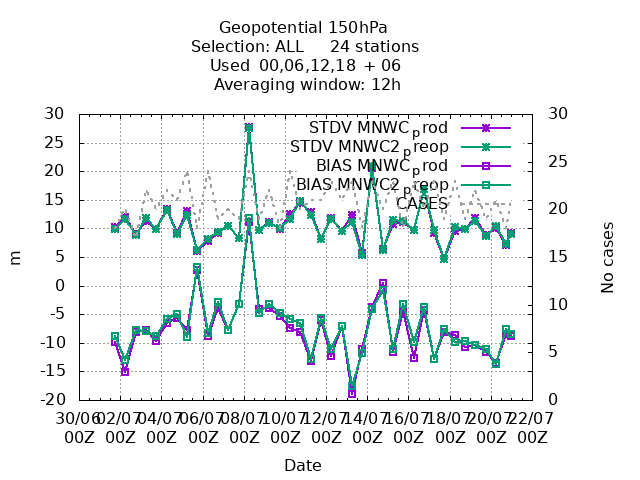 Geopotential 150hPa
Selection: ALL 24 stations
Used 00,06,12,18 + 06
Averaging window: 12h
30 30
STDV MNWC_prod
25 25
STDV MNWC2_preop
20 20
BIAS MNWC_prod
15 15
BIAS MNWC2_preop
10 10
CASES
5 5
0 0
-5
-10
-15
-20
m
No cases
30/06 02/07 04/07 06/07 08/07 10/07 12/07 14/07 16/07 18/07 20/07 22/07
00Z 00Z 00Z 00Z 00Z 00Z 00Z 00Z 00Z 00Z 00Z 00Z
Date